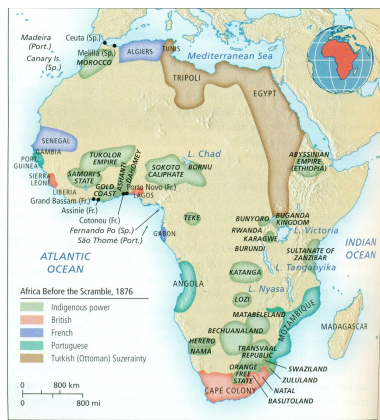 Madeira
(Port.)
Canary Is.
(Sp.)
Ceuta (Sp.)
Melilla (Sp.)
MOROCCO
ALGIERS
TUNIS
Mediterranean Sea
TRIPOLI
EGYPT
SENEGAL
GAMBIA
PORT.
GUINEA
SIERRA
LEONE
LIBERIA
TUKOLOR
EMPIRE
SAMORI'S
STATE
GOLD
COAST
ASHANTI
DAHOMEY
Grand Bassam (Fr.)
Assinie (Fr.)
Porto Novo (Fr.)
LAGOS
Cotonou (Fr.)
Fernando Po (Sp.)
São Thomé (Port.)
L. Chad
SOKOTO
CALIPHATE
BORNU
ABYSSINIAN
EMPIRE
(ETHIOPIA)
TEKE
GABON
BUNYORO
BUGANDA
KINGDOM
RWANDA
KARAGWE
BURUNDI
L. Victoria
SULTANATE OF
ZANZIBAR
INDIAN
OCEAN
ATLANTIC
OCEAN
L. Tanganyika
KATANGA
L. Nyasa
ANGOLA
LOZI
MATABELELAND
MOZAMBIQUE
MADAGASCAR
BECHUANALAND
HERERO
NAMA
TRANSVAAL
REPUBLIC
ORANGE
FREE
STATE
SWAZILAND
ZULULAND
NATAL
BASUTOLAND
CAPE COLONY
Africa Before the Scramble, 1876
Indigenous power
British
French
Portuguese
Turkish (Ottoman) Suzerainty
0 800 km
0 800 mi